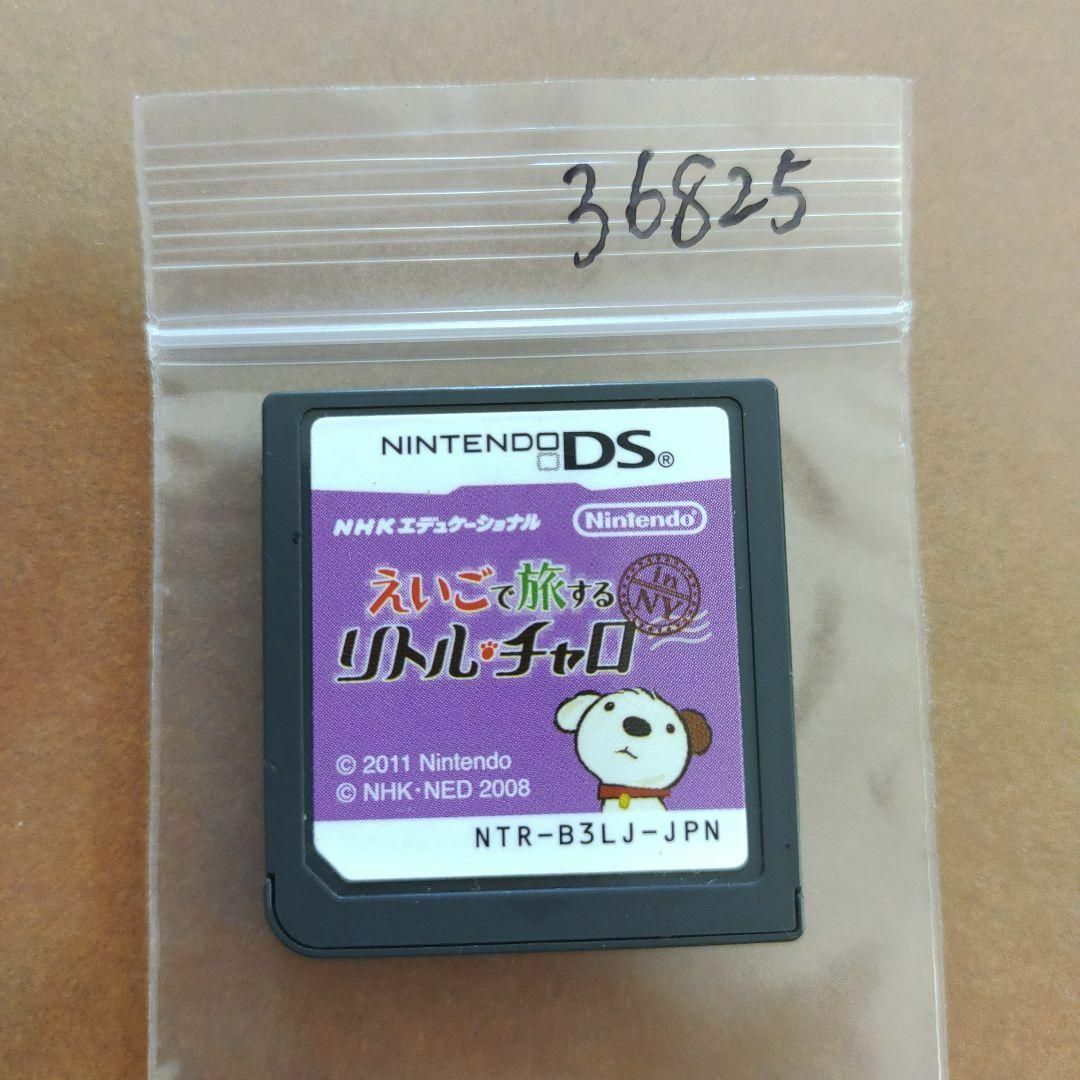 36825
NINTENDO DS®
NHKエデュケーショナル
Nintendo®
えいごで旅する
リトル・チャロ
In
NY
© 2011 Nintendo
© NHK・NED 2008
NTR-B3LJ-JPN